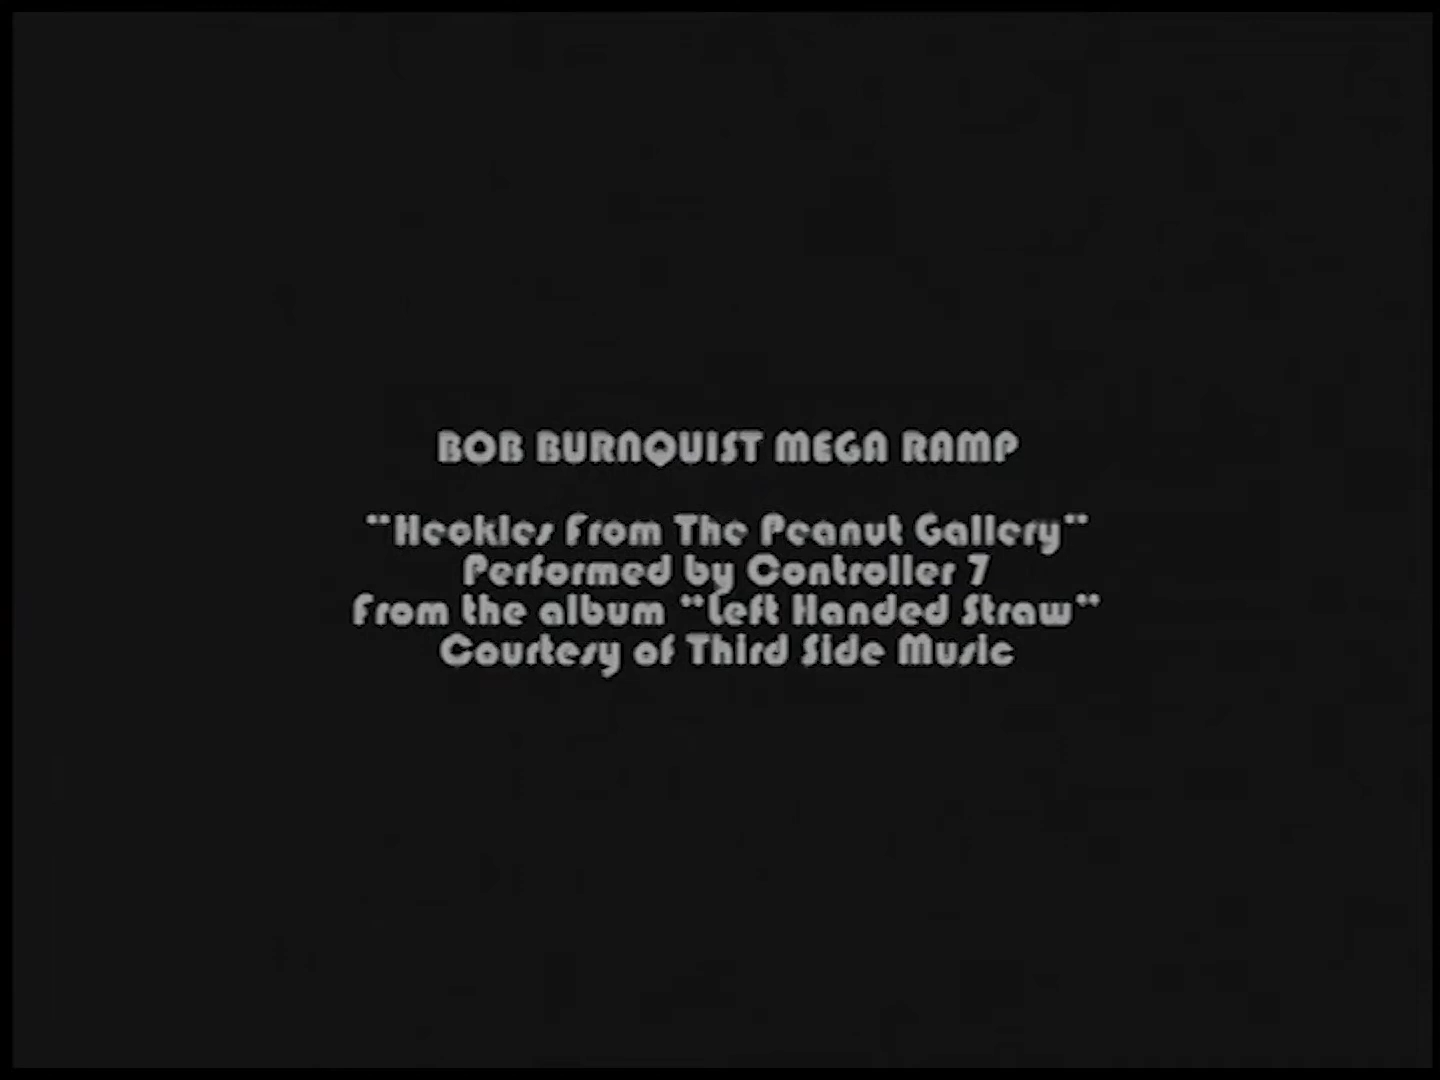 BOB BURNQUIST MEGA RAMP
"Heckles From The Peanut Gallery"
Performed by Controller 7
From the album "Left Handed Straw"
Courtesy of Third Side Music